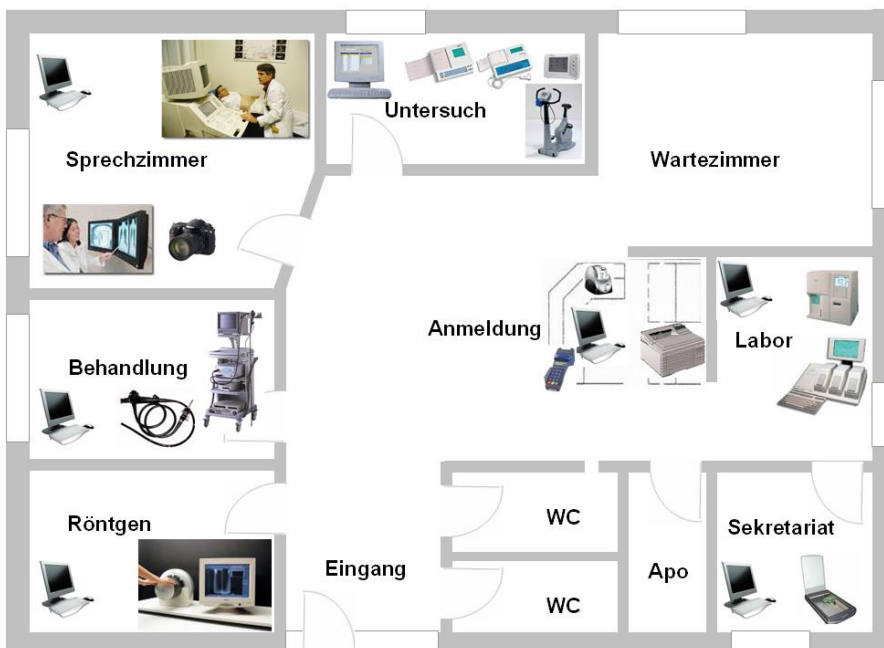 Untersuch
Sprechzimmer
Wartezimmer
Anmeldung
Labor
Behandlung
Röntgen
WC
Sekretariat
Eingang
Apo
WC